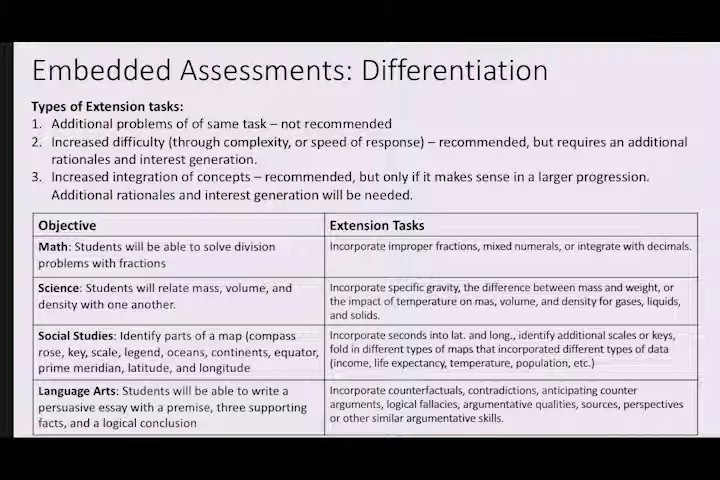 Embedded Assessments: Differentiation
Types of Extension tasks:
1. Additional problems of of same task – not recommended
2. Increased difficulty (through complexity, or speed of response) – recommended, but requires an additional
rationales and interest generation.
3. Increased integration of concepts – recommended, but only if it makes sense in a larger progression.
Additional rationales and interest generation will be needed.
Objective
Extension Tasks
Math: Students will be able to solve division
problems with fractions
Incorporate improper fractions, mixed numerals, or integrate with decimals.
Science: Students will relate mass, volume, and
density with one another.
Incorporate specific gravity, the difference between mass and weight, or
the impact of temperature on mas, volume, and density for gases, liquids,
and solids.
Social Studies: Identify parts of a map (compass
rose, key, scale, legend, oceans, continents, equator,
prime meridian, latitude, and longitude
Incorporate seconds into lat. and long., identify additional scales or keys,
fold in different types of maps that incorporated different types of data
(income, life expectancy, temperature, population, etc.)
Language Arts: Students will be able to write a
persuasive essay with a premise, three supporting
facts, and a logical conclusion
Incorporate counterfactuals, contradictions, anticipating counter
arguments, logical fallacies, argumentative qualities, sources, perspectives
or other similar argumentative skills.